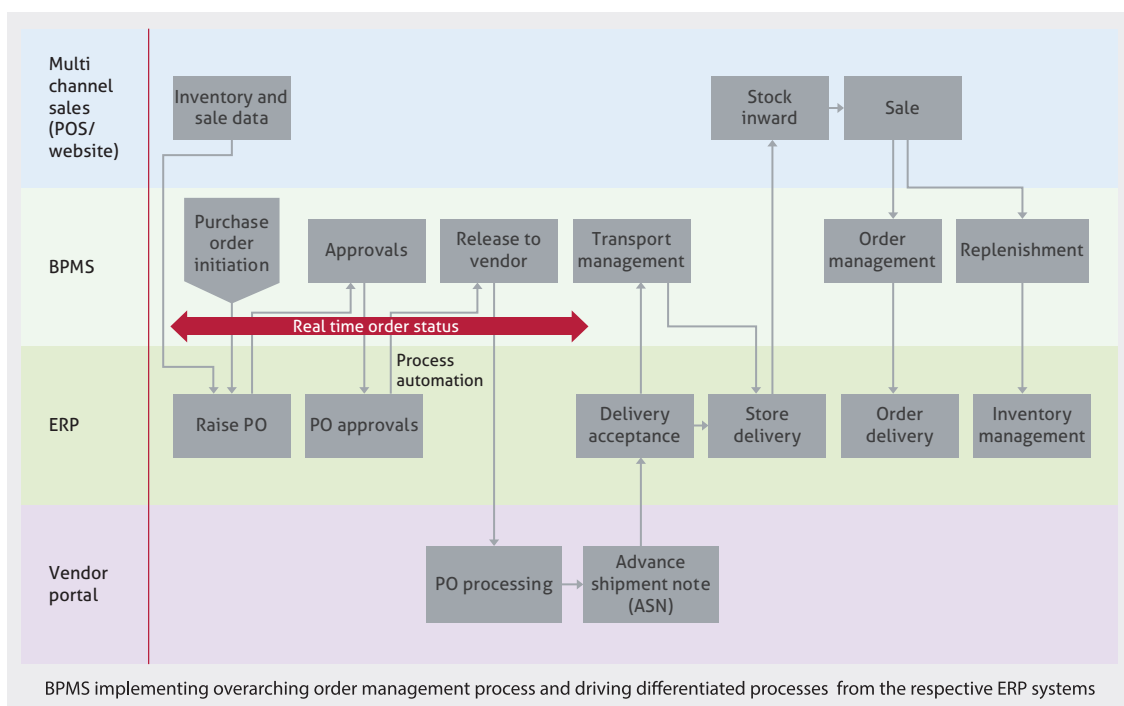 Multi
channel
sales
(POS/
website)
Inventory and
sale data
Stock
inward
Sale
BPMS
Purchase
order
initiation
Approvals
Release to
vendor
Transport
management
Order
management
Replenishment
Real time order status
Process
automation
ERP
Raise PO
PO approvals
Delivery
acceptance
Store
delivery
Order
delivery
Inventory
management
Vendor
portal
PO processing
Advance
shipment note
(ASN)
BPMS implementing overarching order management process and driving differentiated processes from the respective ERP systems